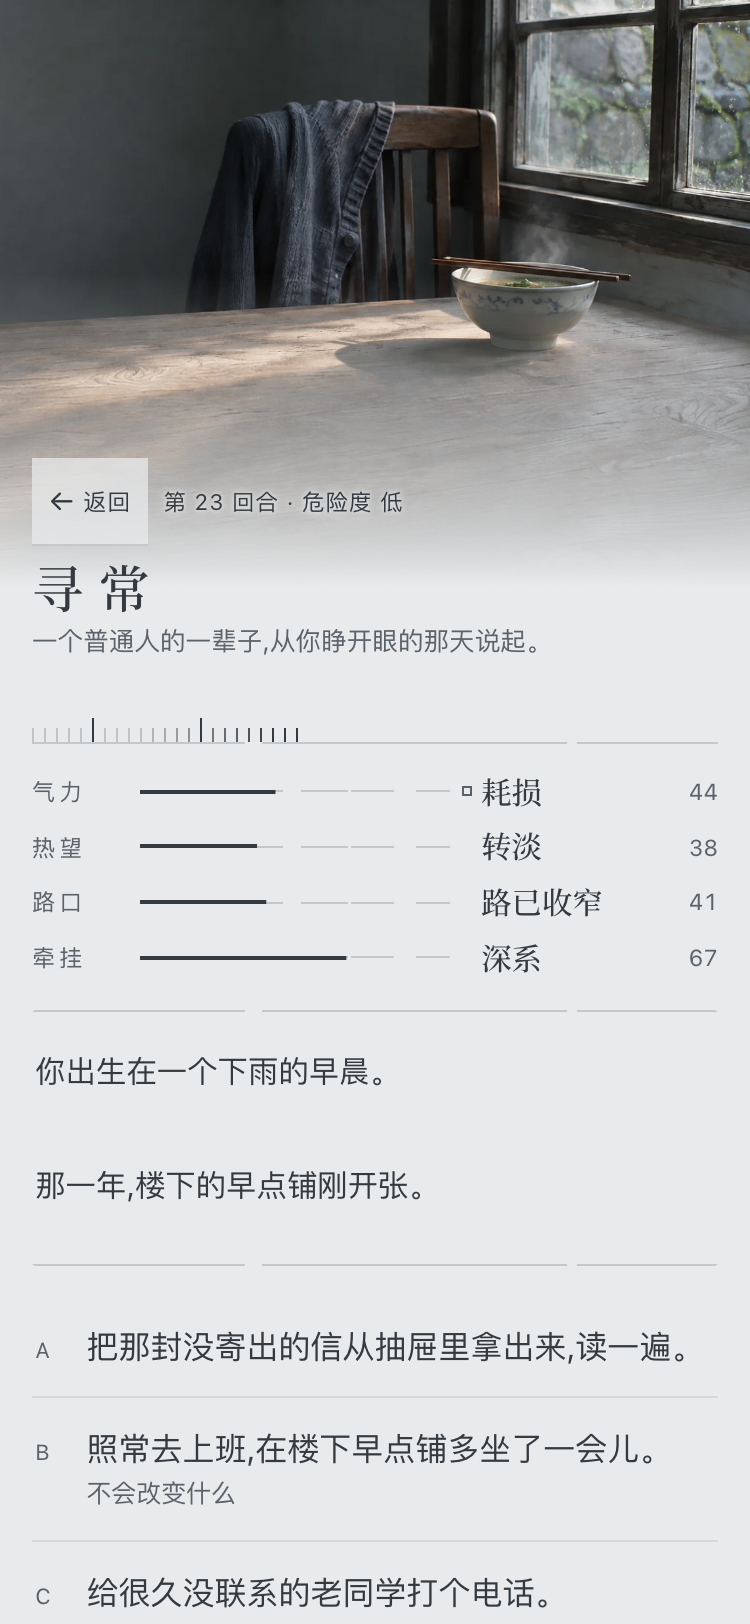 返回
第 23 回合 · 危险度 低
寻常
一个普通人的一辈子,从你睁开眼的那天说起。
气力 耗损 44
热望 转淡 38
路口 路已收窄 41
牵挂 深系 67
你出生在一个下雨的早晨。
那一年,楼下的早点铺刚开张。
A 把那封没寄出的信从抽屉里拿出来,读一遍。
B 照常去上班,在楼下早点铺多坐了一会儿。
不会改变什么
C 给很久没联系的老同学打个电话。